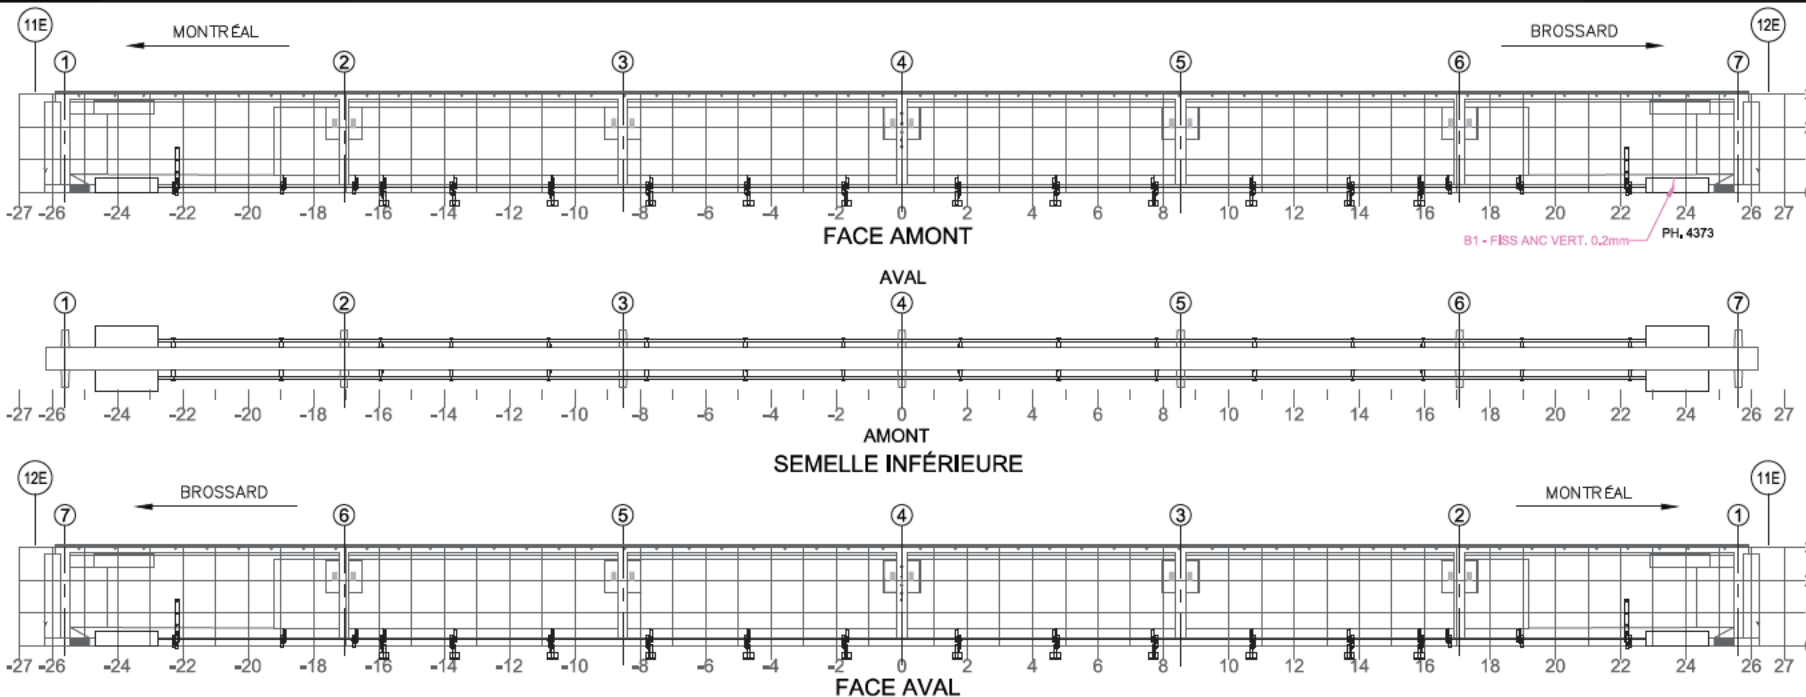 11E MONTRÉAL BROSSARD 12E
1 2 3 4 5 6 7
-27 -26 -24 -22 -20 -18 -16 -14 -12 -10 -8 -6 -4 -2 0 2 4 6 8 10 12 14 16 18 20 22 24 26 27
FACE AMONT
B1 - FISS ANC VERT. 0.2mm PH. 4373
AVAL
1 2 3 4 5 6 7
-27 -26 -24 -22 -20 -18 -16 -14 -12 -10 -8 -6 -4 -2 0 2 4 6 8 10 12 14 16 18 20 22 24 26 27
AMONT
SEMELLE INFÉRIEURE
12E BROSSARD MONTRÉAL 11E
7 6 5 4 3 2 1
-27 -26 -24 -22 -20 -18 -16 -14 -12 -10 -8 -6 -4 -2 0 2 4 6 8 10 12 14 16 18 20 22 24 26 27
FACE AVAL